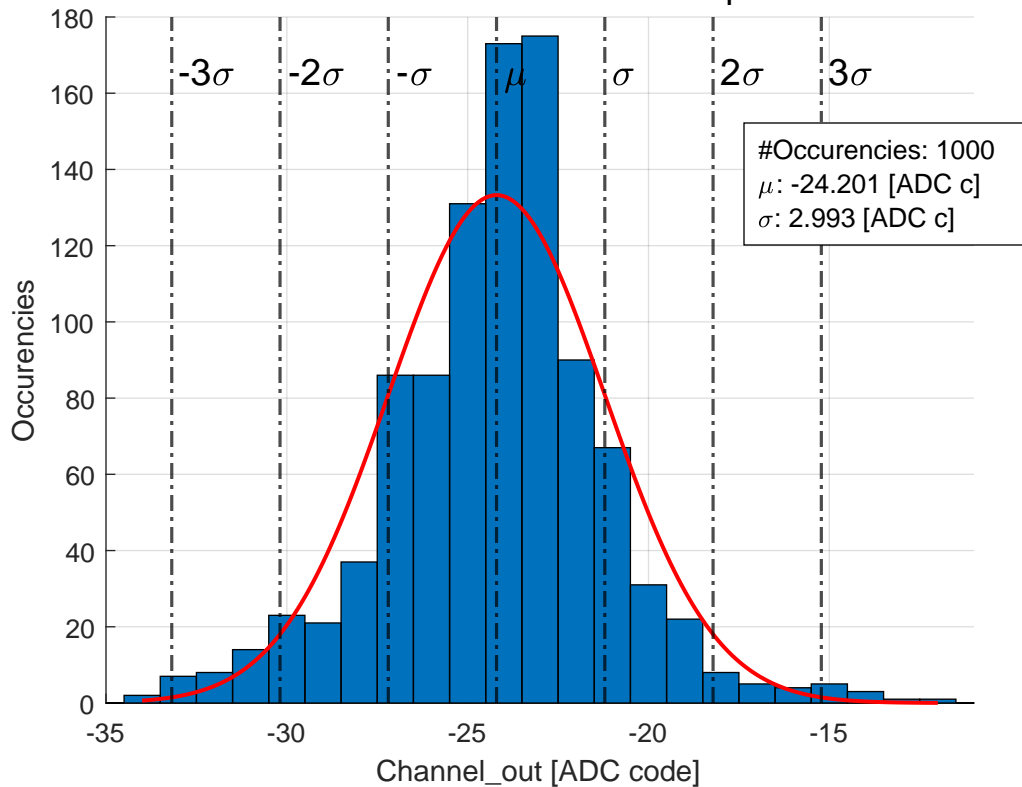 180
160
140
120
100
80
60
40
20
0
-3σ
-2σ
-σ
μ
σ
2σ
3σ
#Occurencies: 1000
μ: -24.201 [ADC c]
σ: 2.993 [ADC c]
Occurencies
-35
-30
-25
-20
-15
Channel_out [ADC code]